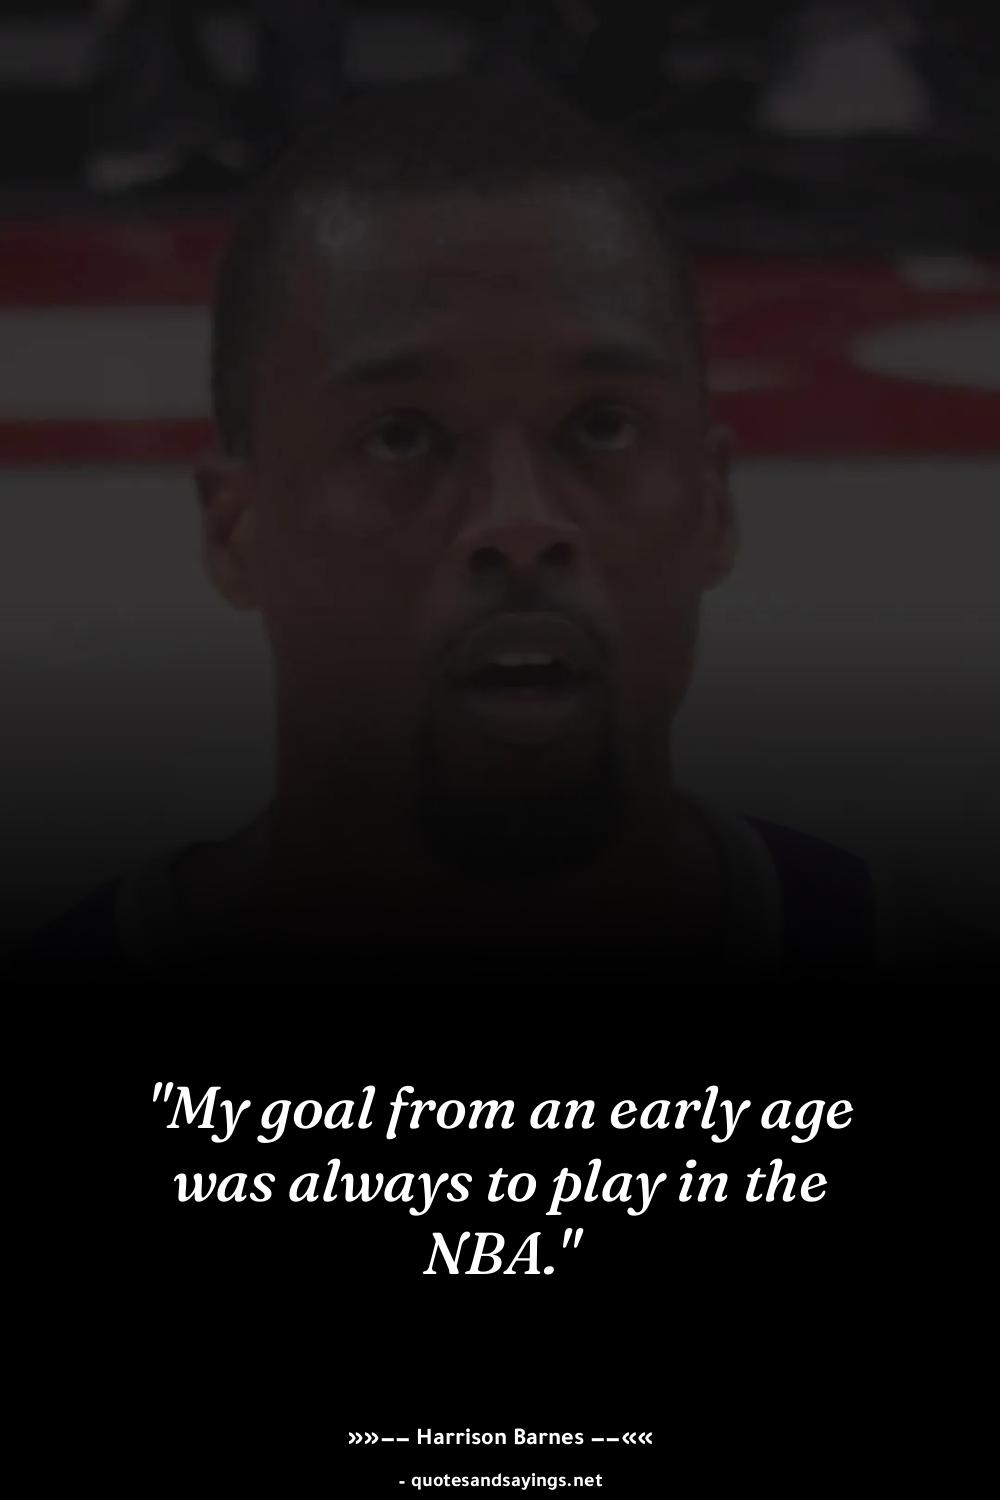 "My goal from an early age
was always to play in the
NBA."
»»−− Harrison Barnes −−««
- quotesandsayings.net